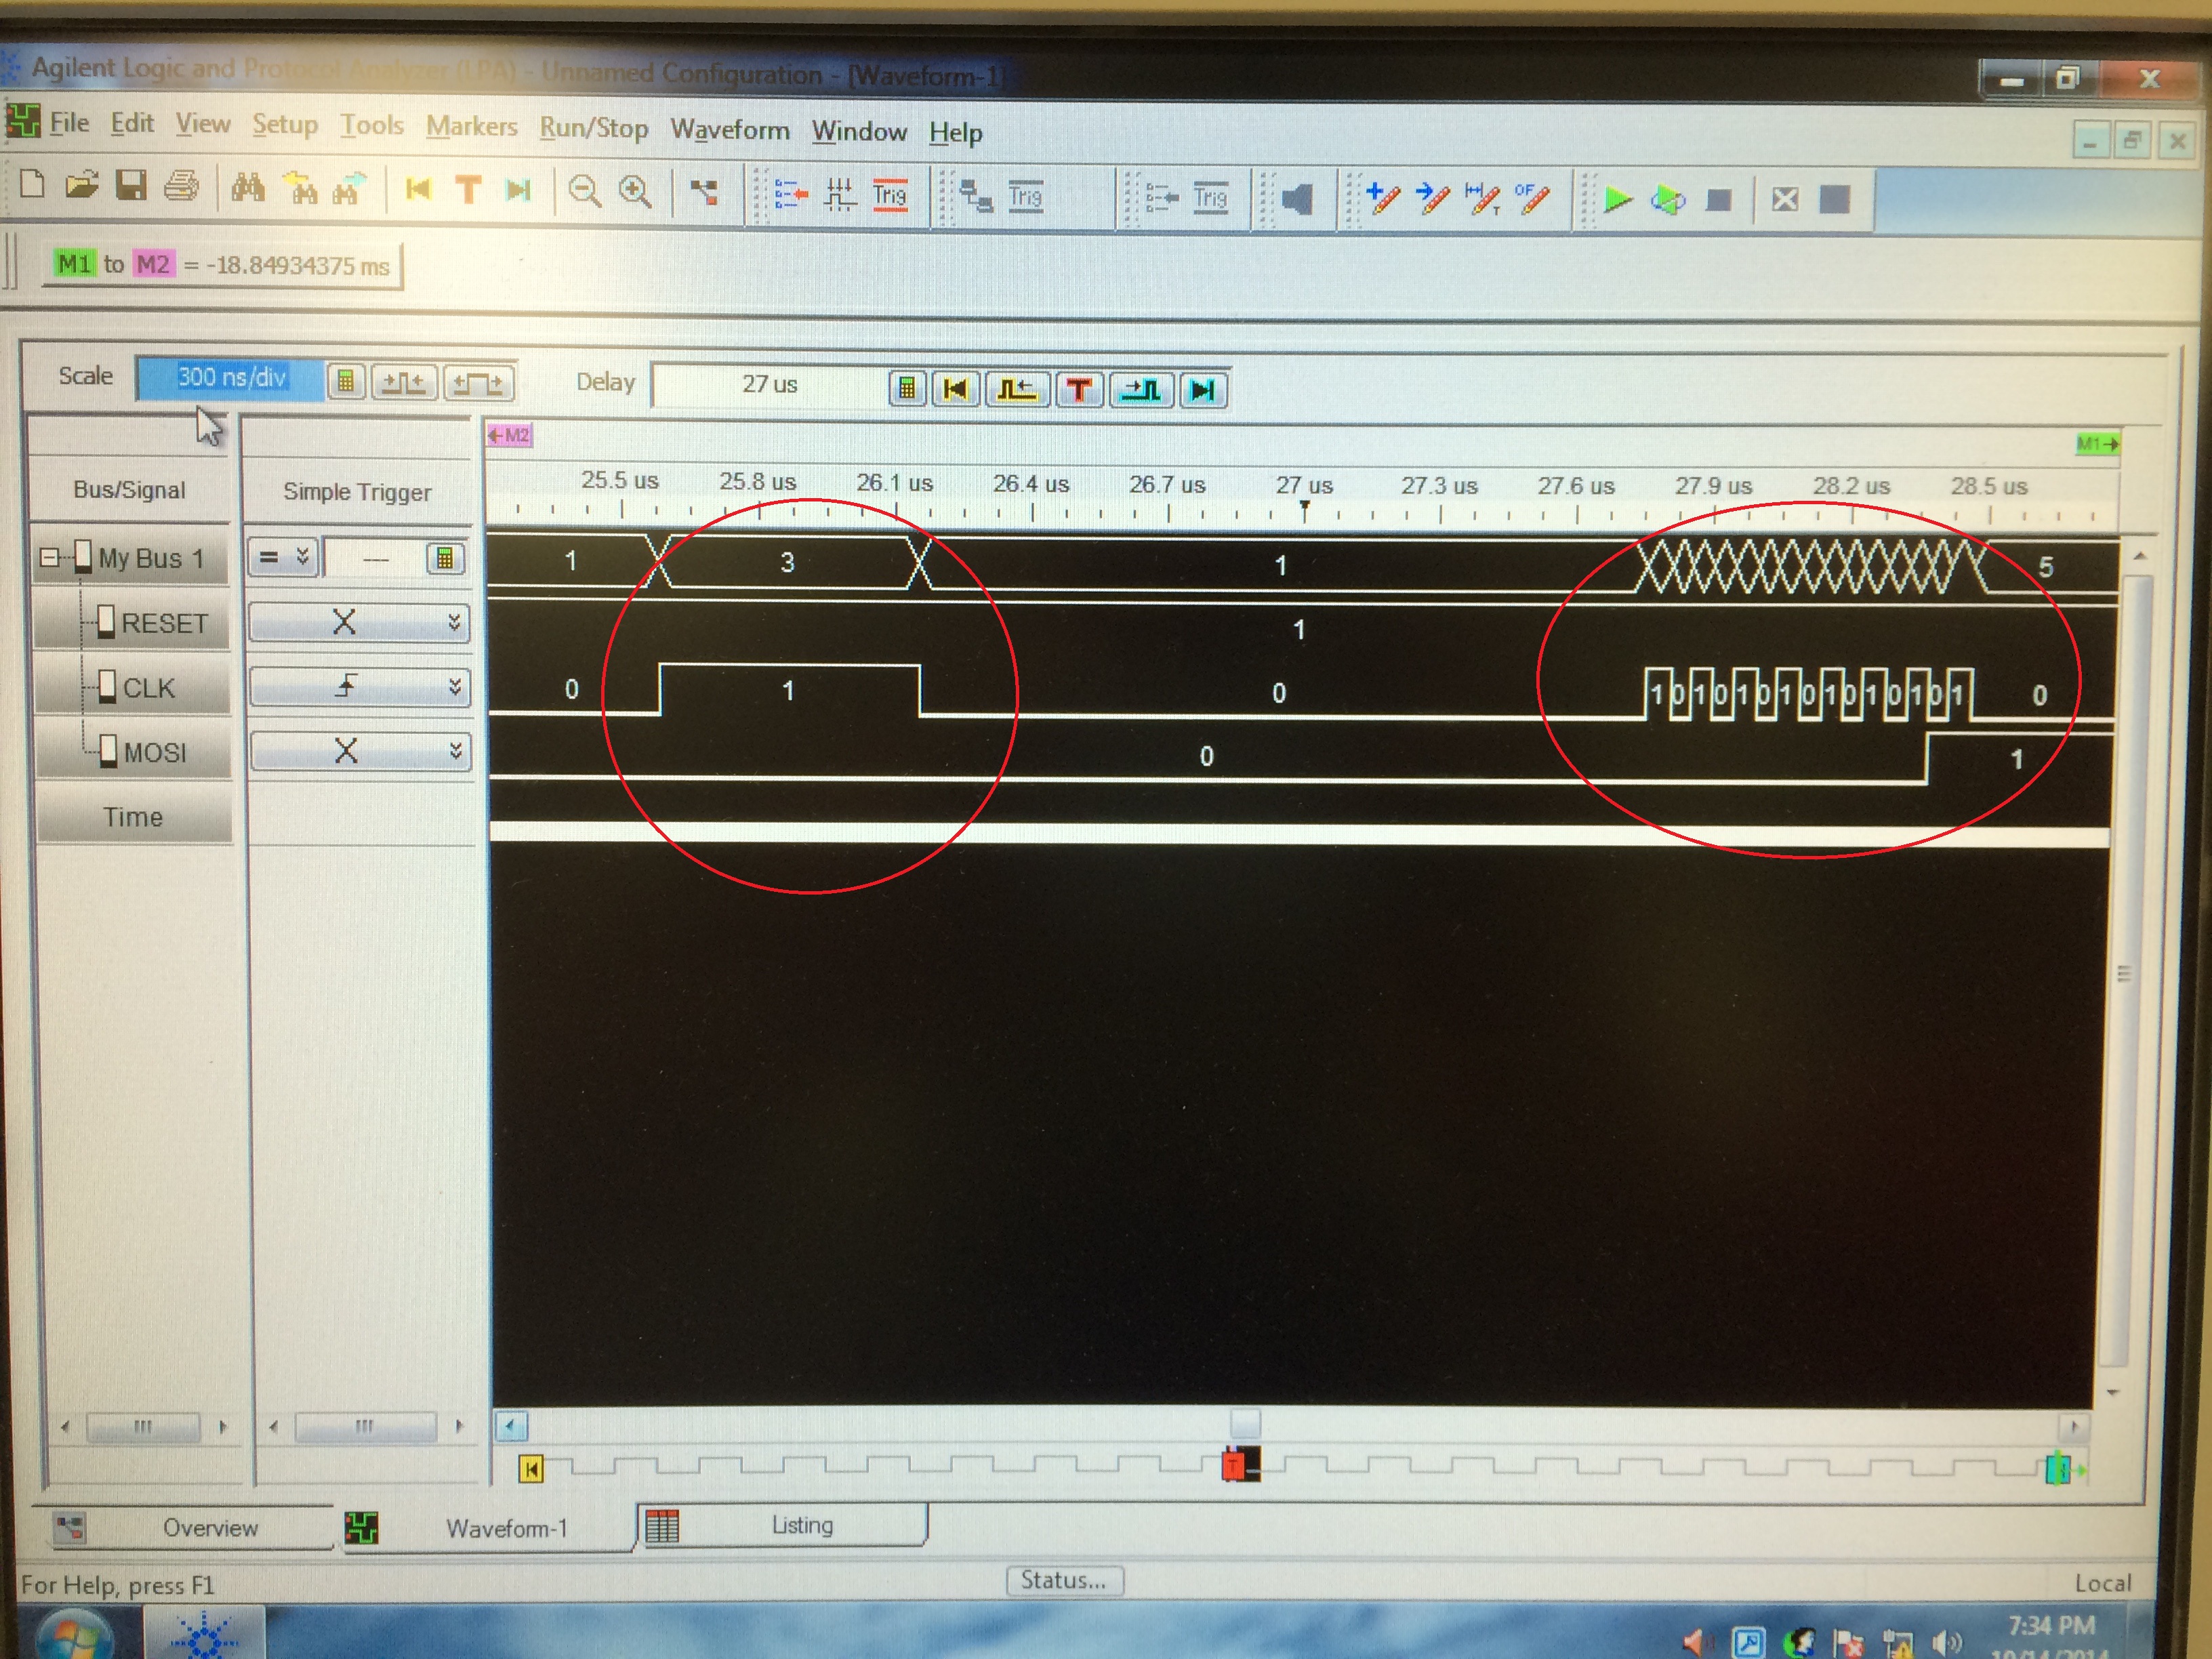 Agilent Logic and Protocol Analyzer (LPA) - Unnamed Configuration - [Waveform-1]
File Edit View Setup Tools Markers Run/Stop Waveform Window Help
T Trig Trig Trig
M1 to M2 = -18.84934375 ms
Scale 300 ns/div Delay 27 us T
M2 M1
Bus/Signal Simple Trigger 25.5 us 25.8 us 26.1 us 26.4 us 26.7 us 27 us 27.3 us 27.6 us 27.9 us 28.2 us 28.5 us
My Bus 1 = --- 1 3 1 5
RESET X 1
CLK 0 1 0 1 0 1 0 1 0 1 0 1 0 1 0 1 0 1 0
MOSI X 0 1
Time
T
Overview Waveform-1 Listing
For Help, press F1 Status... Local
7:34 PM
10/14/2014